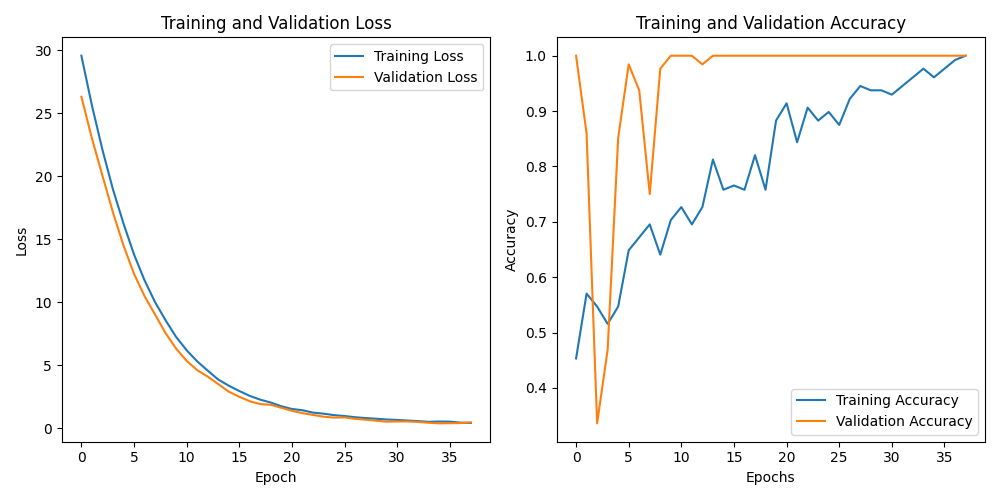 Training and Validation Loss
Training Loss
Validation Loss
30
25
20
15
10
5
0
Loss
0 5 10 15 20 25 30 35
Epoch
Training and Validation Accuracy
1.0
0.9
0.8
0.7
0.6
0.5
0.4
Accuracy
Training Accuracy
Validation Accuracy
0 5 10 15 20 25 30 35
Epochs